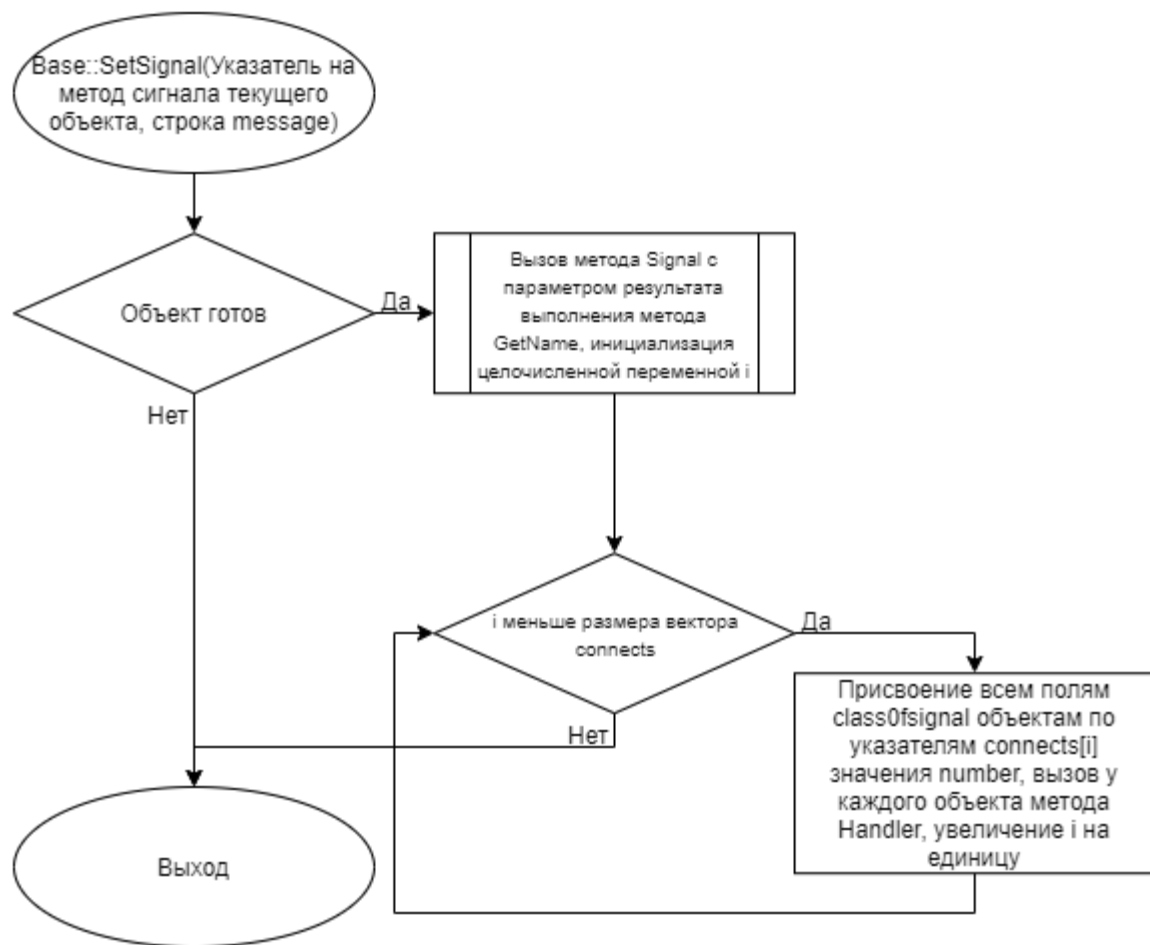 Base::SetSignal(Указатель на
метод сигнала текущего
объекта, строка message)
Объект готов
Да
Вызов метода Signal с
параметром результата
выполнения метода
GetName, инициализация
целочисленной переменной i
Нет
i меньше размера вектора
connects
Да
Присвоение всем полям
class0fsignal объектам по
указателям connects[i]
значения number, вызов у
каждого объекта метода
Handler, увеличение i на
единицу
Нет
Выход